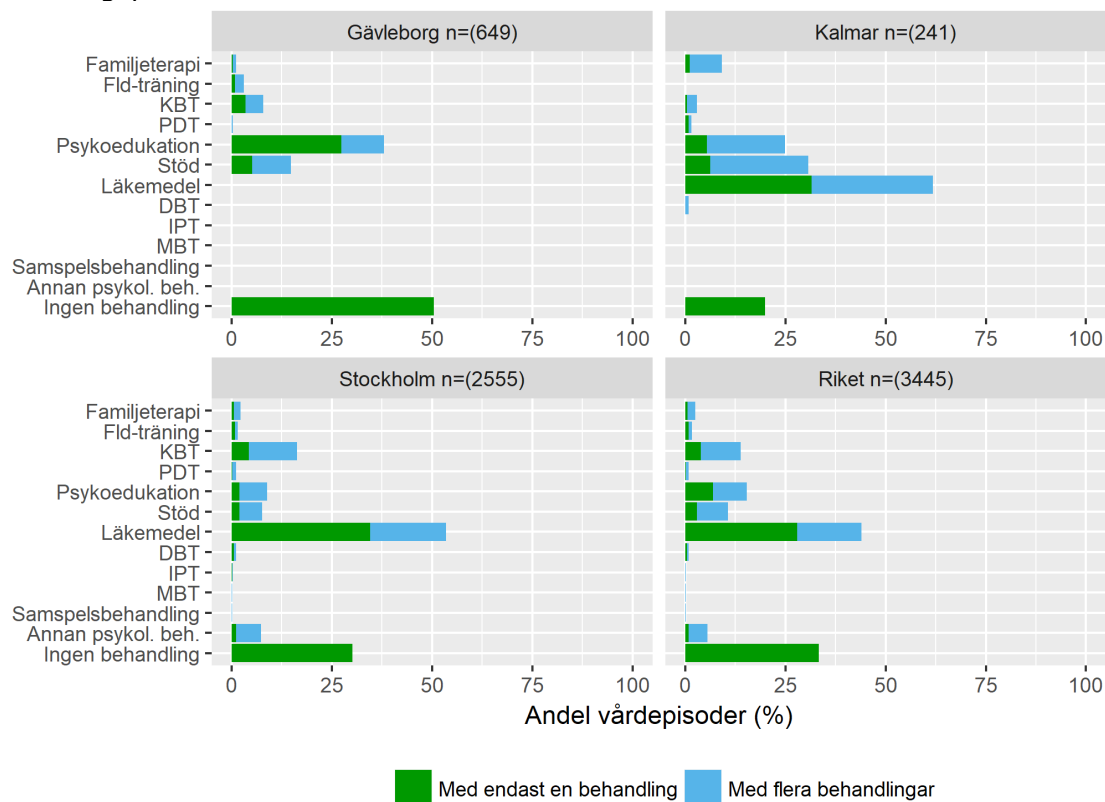 Gävleborg n=(649)
Kalmar n=(241)
Familjeterapi
Fld-träning
KBT
PDT
Psykoedukation
Stöd
Läkemedel
DBT
IPT
MBT
Samspelsbehandling
Annan psykol. beh.
Ingen behandling
0 25 50 75 100
0 25 50 75 100
Stockholm n=(2555)
Riket n=(3445)
Familjeterapi
Fld-träning
KBT
PDT
Psykoedukation
Stöd
Läkemedel
DBT
IPT
MBT
Samspelsbehandling
Annan psykol. beh.
Ingen behandling
0 25 50 75 100
0 25 50 75 100
Andel vårdepisoder (%)
Med endast en behandling
Med flera behandlingar